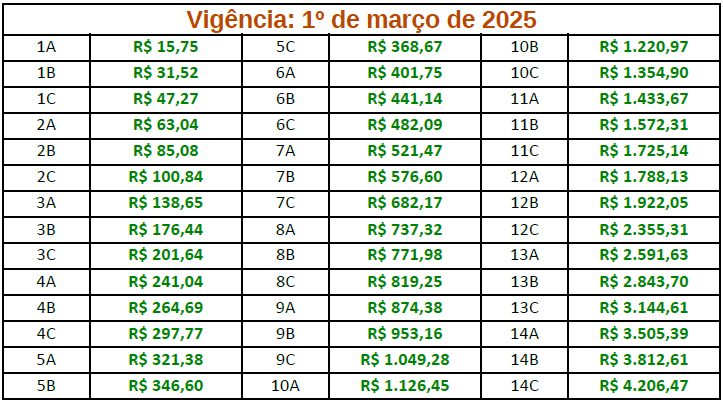 Vigência: 1º de março de 2025
1A R$ 15,75 5C R$ 368,67 10B R$ 1.220,97
1B R$ 31,52 6A R$ 401,75 10C R$ 1.354,90
1C R$ 47,27 6B R$ 441,14 11A R$ 1.433,67
2A R$ 63,04 6C R$ 482,09 11B R$ 1.572,31
2B R$ 85,08 7A R$ 521,47 11C R$ 1.725,14
2C R$ 100,84 7B R$ 576,60 12A R$ 1.788,13
3A R$ 138,65 7C R$ 682,17 12B R$ 1.922,05
3B R$ 176,44 8A R$ 737,32 12C R$ 2.355,31
3C R$ 201,64 8B R$ 771,98 13A R$ 2.591,63
4A R$ 241,04 8C R$ 819,25 13B R$ 2.843,70
4B R$ 264,69 9A R$ 874,38 13C R$ 3.144,61
4C R$ 297,77 9B R$ 953,16 14A R$ 3.505,39
5A R$ 321,38 9C R$ 1.049,28 14B R$ 3.812,61
5B R$ 346,60 10A R$ 1.126,45 14C R$ 4.206,47